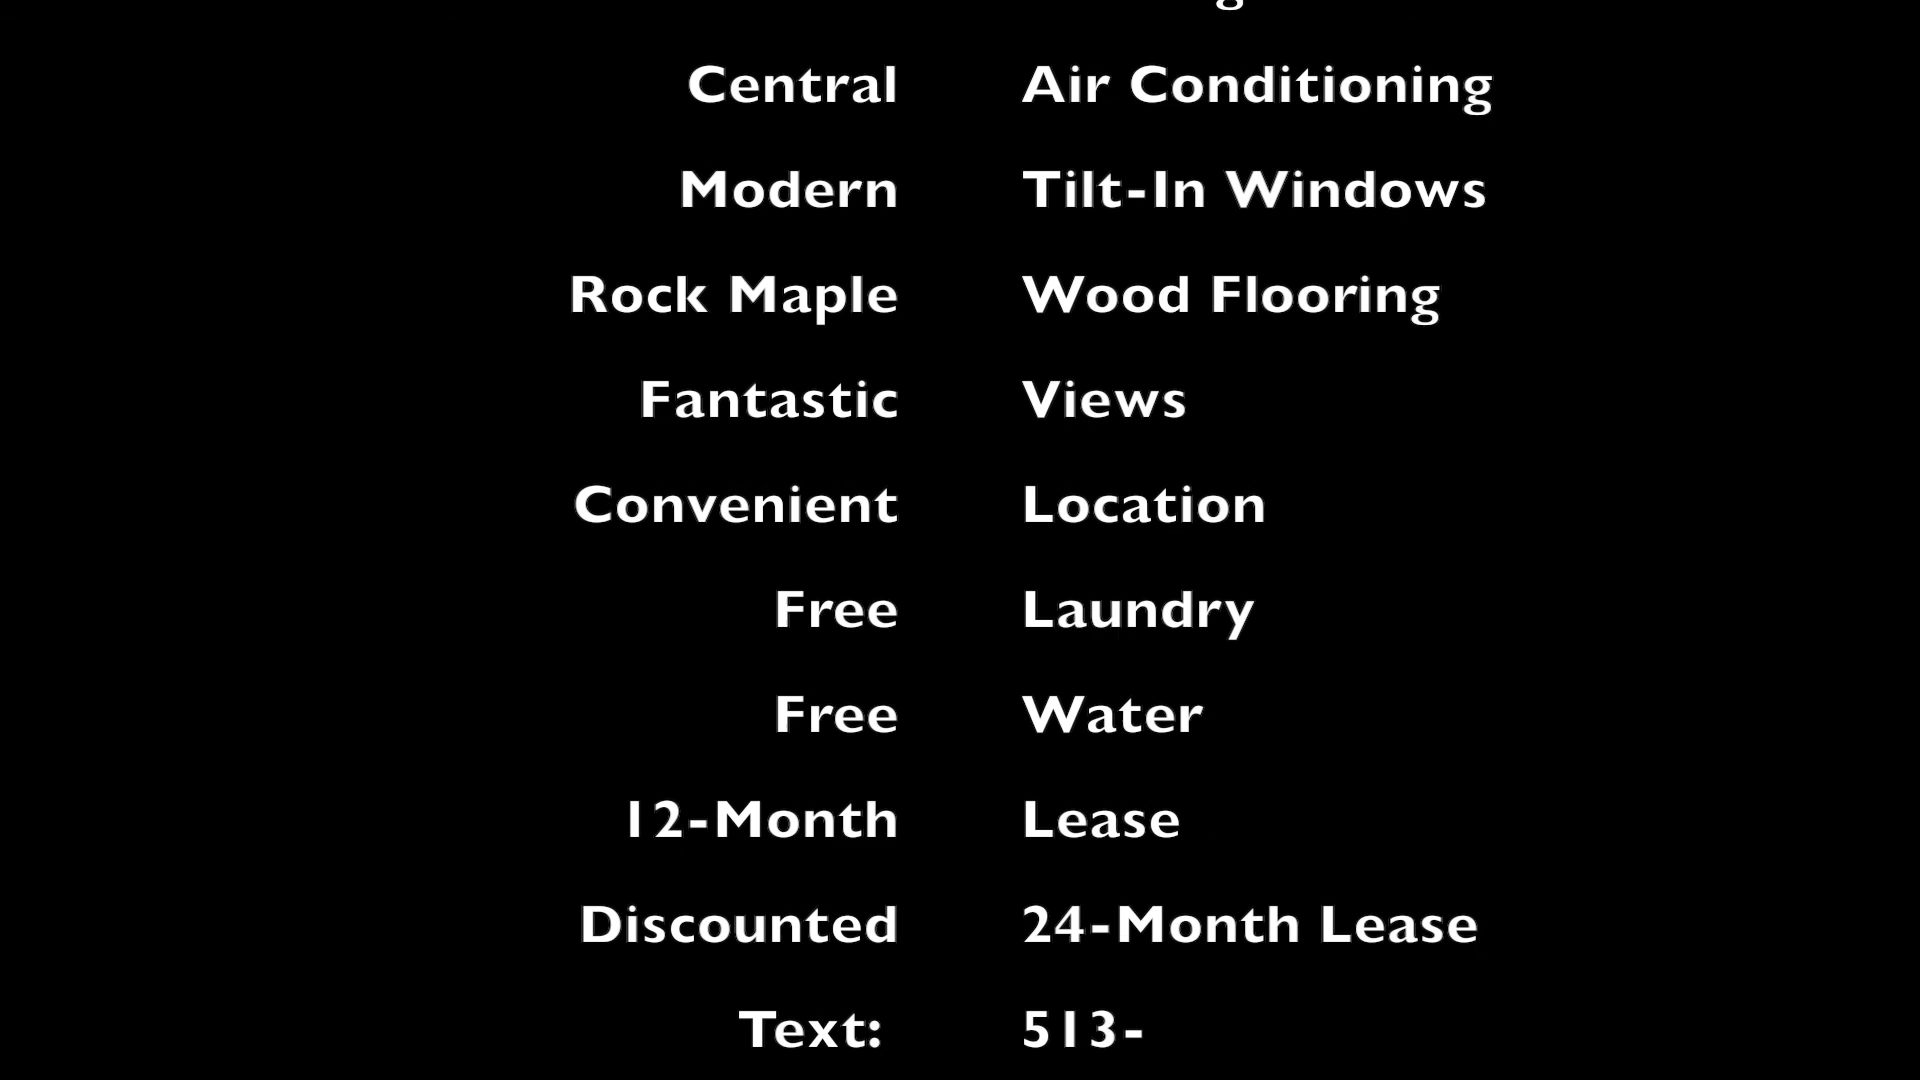 Central Air Conditioning
Modern Tilt-In Windows
Rock Maple Wood Flooring
Fantastic Views
Convenient Location
Free Laundry
Free Water
12-Month Lease
Discounted 24-Month Lease
Text: 513-